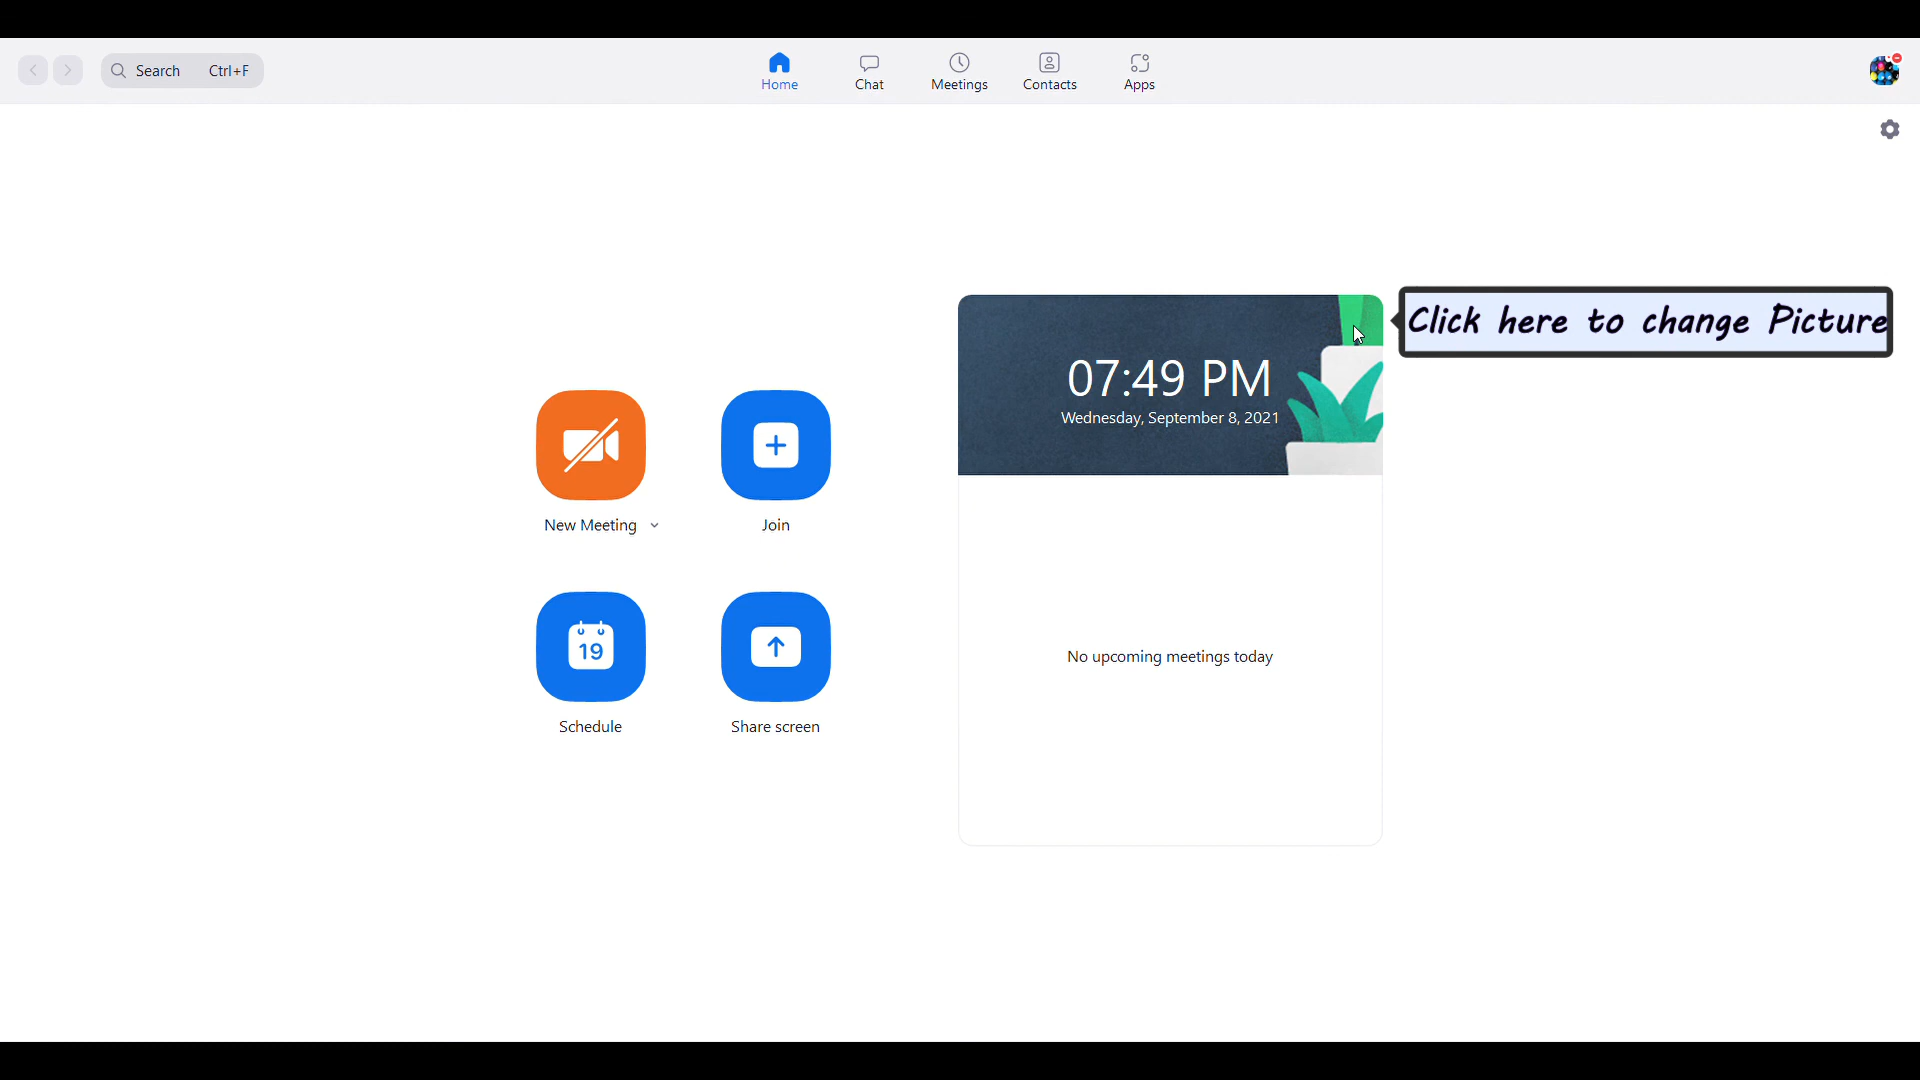 Search Ctrl+F
Home
Chat
Meetings
Contacts
Apps
Click here to change Picture
07:49 PM
Wednesday, September 8, 2021
New Meeting
Join
19
Schedule
Share screen
No upcoming meetings today